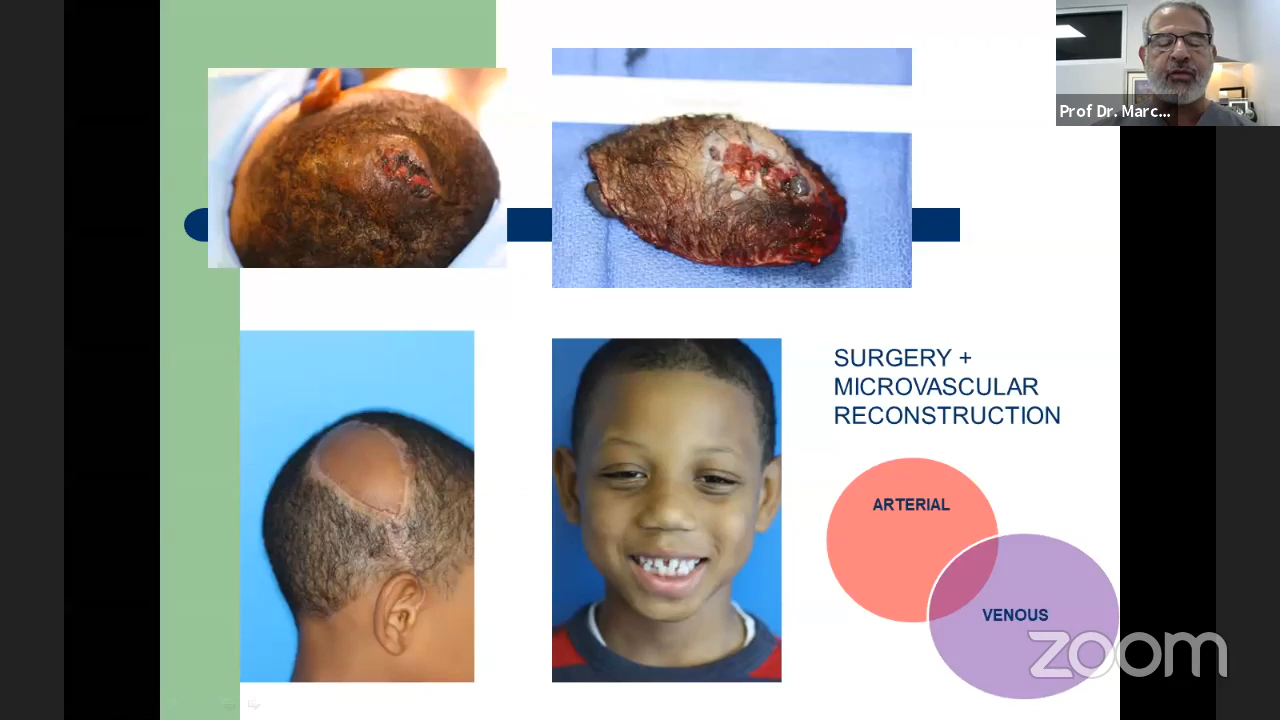 Prof Dr. Marc...
SURGERY +
MICROVASCULAR
RECONSTRUCTION
ARTERIAL
VENOUS
zoom